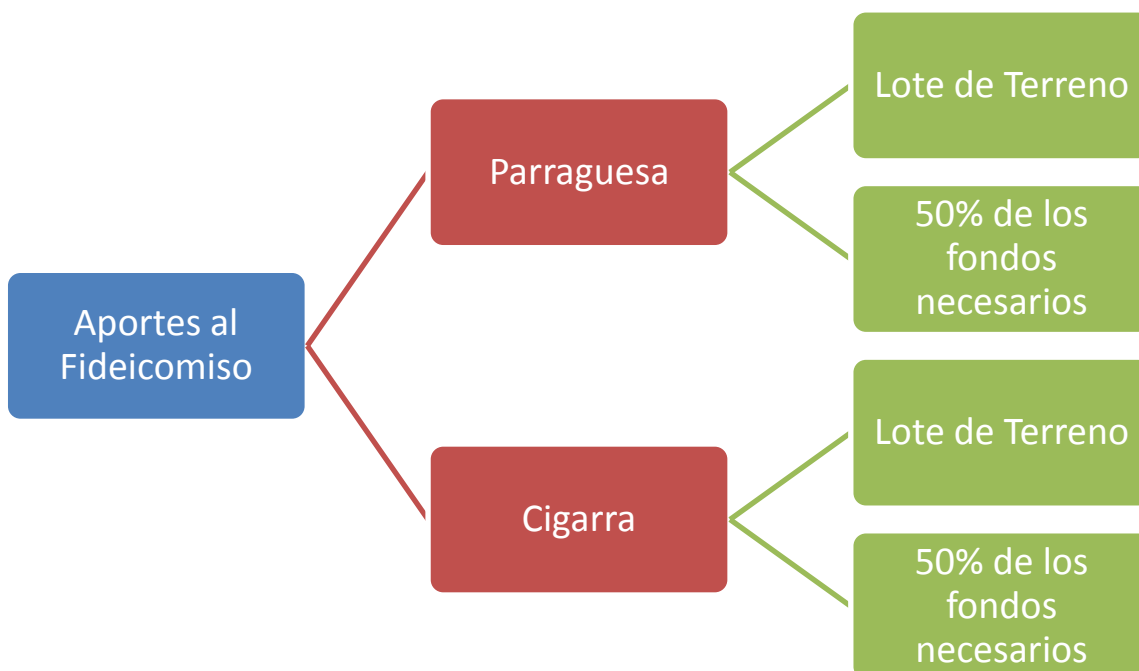 Aportes al
Fideicomiso
Parraguesa
Lote de Terreno
50% de los
fondos
necesarios
Cigarra
Lote de Terreno
50% de los
fondos
necesarios